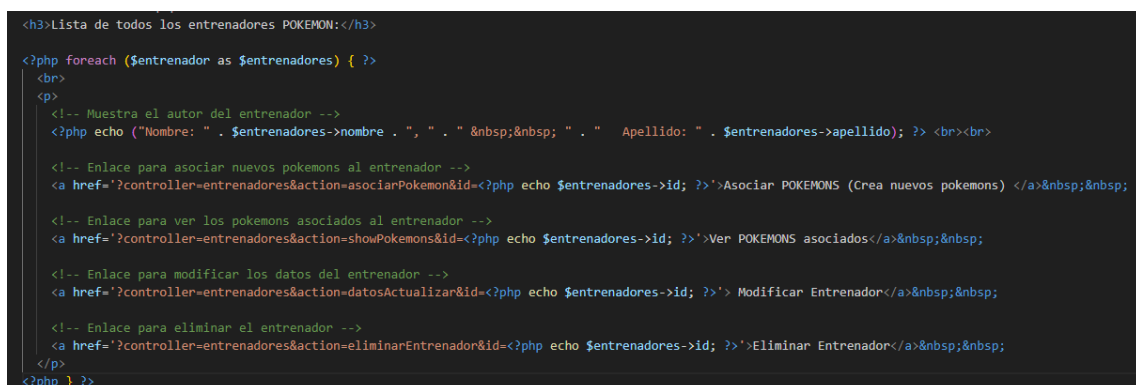 <h3>Lista de todos los entrenadores POKEMON:</h3>
<?php foreach ($entrenador as $entrenadores) { ?>
<br>
<p>
<!-- Muestra el autor del entrenador -->
<?php echo ("Nombre: " . $entrenadores->nombre . ", " . " &nbsp;&nbsp; " . "   Apellido: " . $entrenadores->apellido); ?> <br><br>
<!-- Enlace para asociar nuevos pokemons al entrenador -->
<a href='?controller=entrenadores&action=asociarPokemon&id=<?php echo $entrenadores->id; ?>'>Asociar POKEMONS (Crea nuevos pokemons) </a>&nbsp;&nbsp;
<!-- Enlace para ver los pokemons asociados al entrenador -->
<a href='?controller=entrenadores&action=showPokemons&id=<?php echo $entrenadores->id; ?>'>Ver POKEMONS asociados</a>&nbsp;&nbsp;
<!-- Enlace para modificar los datos del entrenador -->
<a href='?controller=entrenadores&action=datosActualizar&id=<?php echo $entrenadores->id; ?>'> Modificar Entrenador</a>&nbsp;&nbsp;
<!-- Enlace para eliminar el entrenador -->
<a href='?controller=entrenadores&action=eliminarEntrenador&id=<?php echo $entrenadores->id; ?>'>Eliminar Entrenador</a>&nbsp;&nbsp;
</p>
<?php } ?>